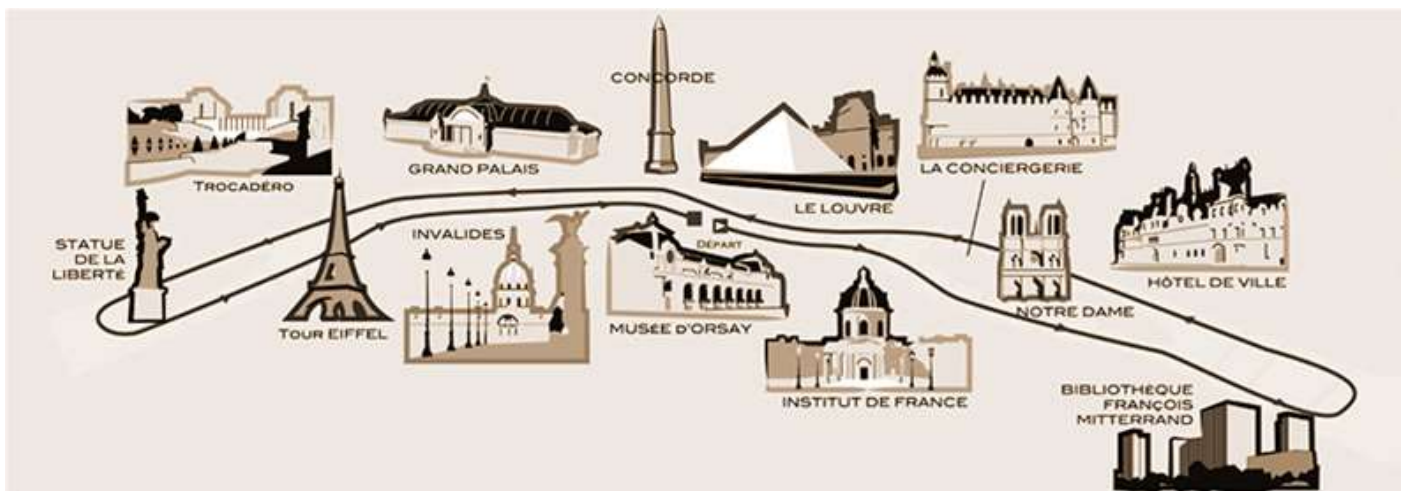 CONCORDE
TROCADÉRO
GRAND PALAIS
LE LOUVRE
LA CONCIERGERIE
STATUE
DE LA
LIBERTÉ
INVALIDES
DÉPART
HÔTEL DE VILLE
NOTRE DAME
TOUR EIFFEL
MUSÉE D'ORSAY
INSTITUT DE FRANCE
BIBLIOTHÈQUE
FRANÇOIS
MITTERRAND